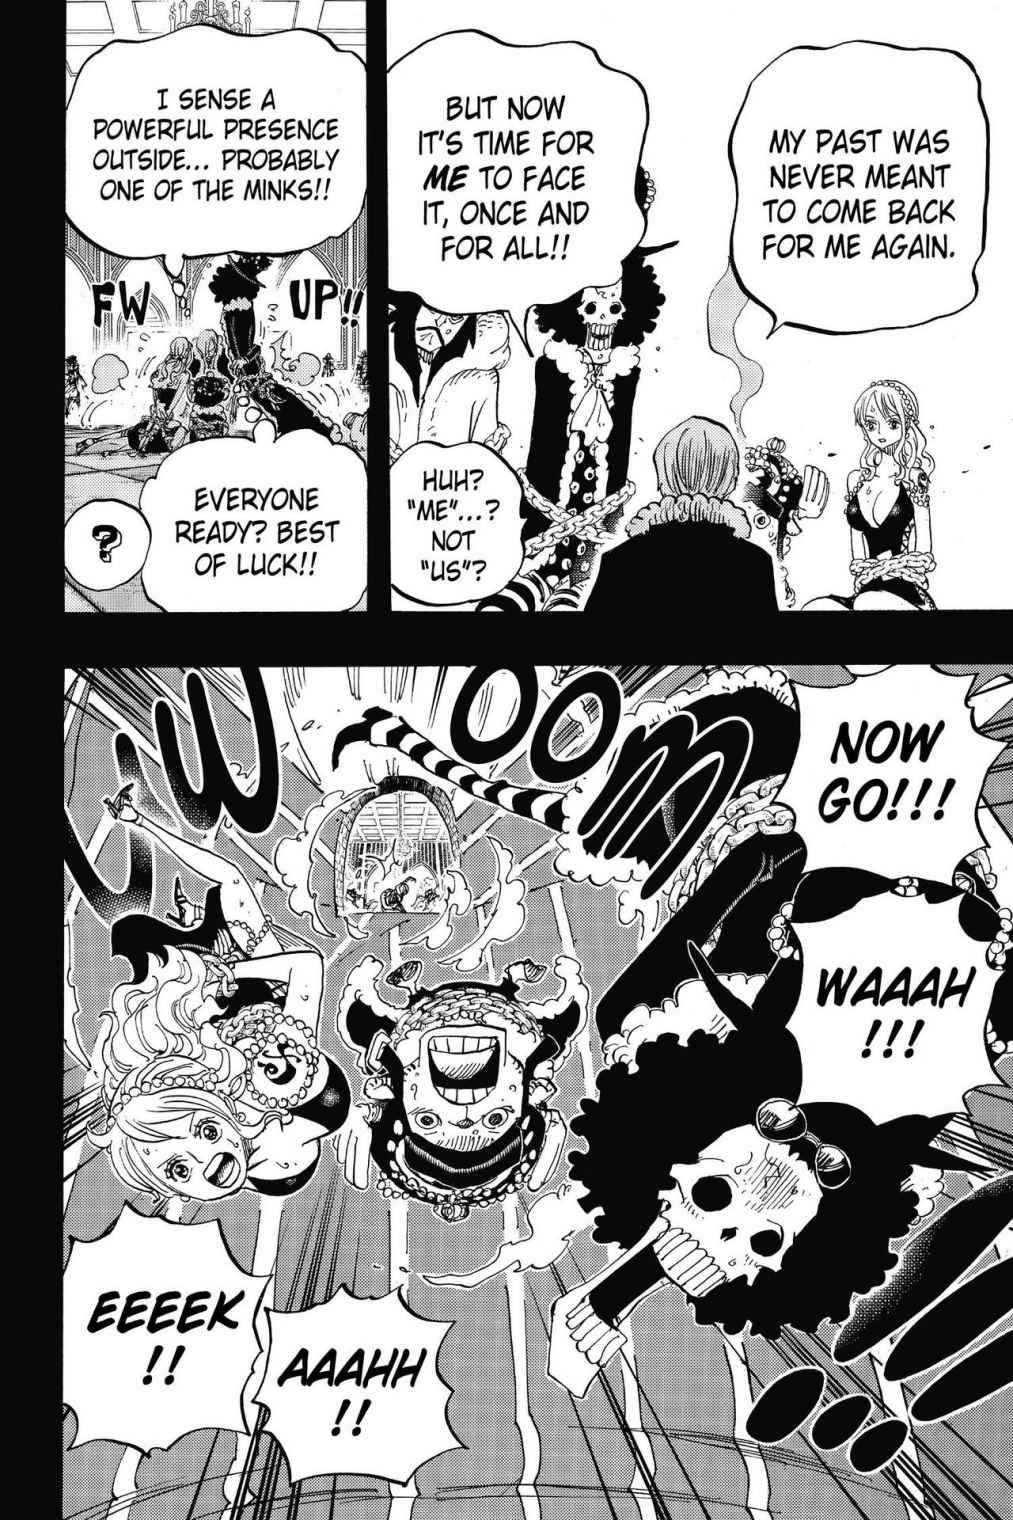 MY PAST WAS
NEVER MEANT
TO COME BACK
FOR ME AGAIN.
BUT NOW
IT'S TIME FOR
ME TO FACE
IT, ONCE AND
FOR ALL!!
HUH?
"ME"...?
NOT
"US"?
I SENSE A
POWERFUL PRESENCE
OUTSIDE... PROBABLY
ONE OF THE MINKS!!
FW UP!!
EVERYONE
READY? BEST
OF LUCK!!
?
NOW
GO!!!
WOOM
WAAAH
!!!
EEEEK
!!
AAAHH
!!